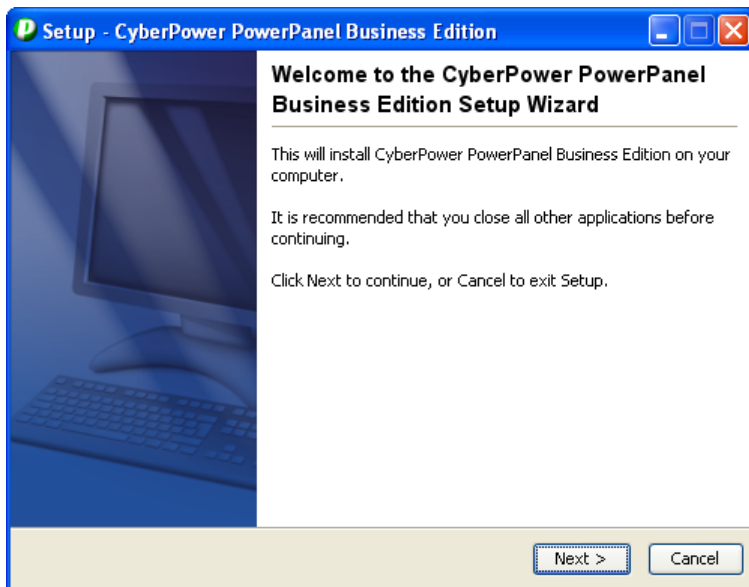 Setup - CyberPower PowerPanel Business Edition
Welcome to the CyberPower PowerPanel
Business Edition Setup Wizard
This will install CyberPower PowerPanel Business Edition on your
computer.
It is recommended that you close all other applications before
continuing.
Click Next to continue, or Cancel to exit Setup.
Next >
Cancel